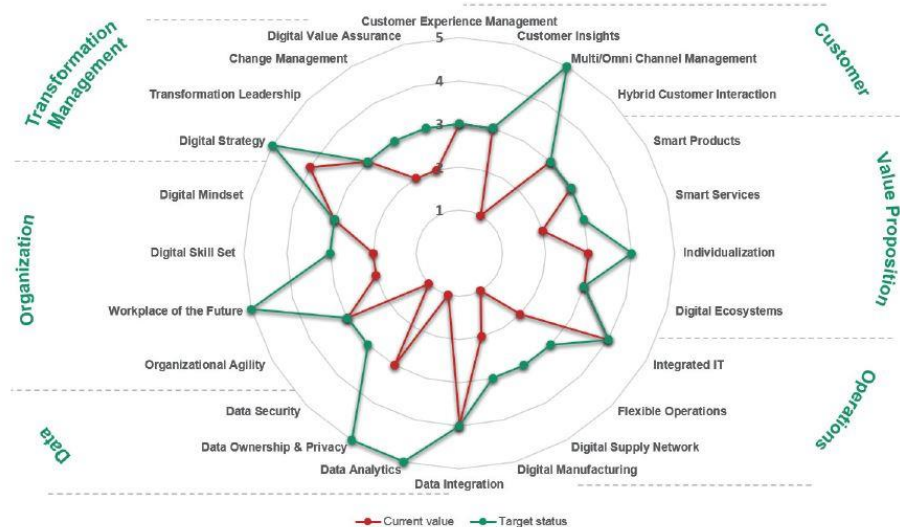 Transformation
Management
Customer
Value Proposition
Operations
Data
Organization
Customer Experience Management
Customer Insights
Multi/Omni Channel Management
Hybrid Customer Interaction
Smart Products
Smart Services
Individualization
Digital Ecosystems
Integrated IT
Flexible Operations
Digital Supply Network
Digital Manufacturing
Data Integration
Data Analytics
Data Ownership & Privacy
Data Security
Organizational Agility
Workplace of the Future
Digital Skill Set
Digital Mindset
Digital Strategy
Transformation Leadership
Change Management
Digital Value Assurance
5
4
3
2
1
Current value
Target status